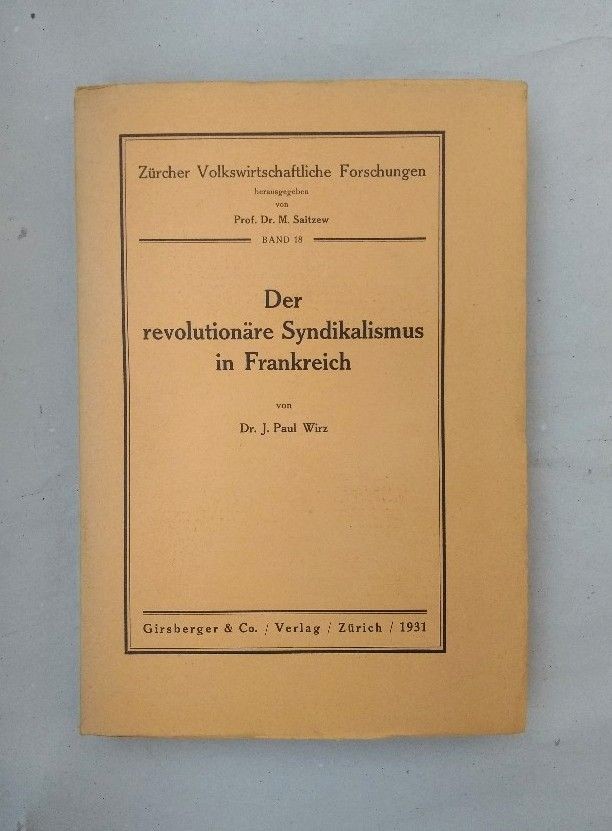 Zürcher Volkswirtschaftliche Forschungen
herausgegeben
von
Prof. Dr. M. Saitzew
BAND 18
Der
revolutionäre Syndikalismus
in Frankreich
von
Dr. J. Paul Wirz
Girsberger & Co. / Verlag / Zürich / 1931